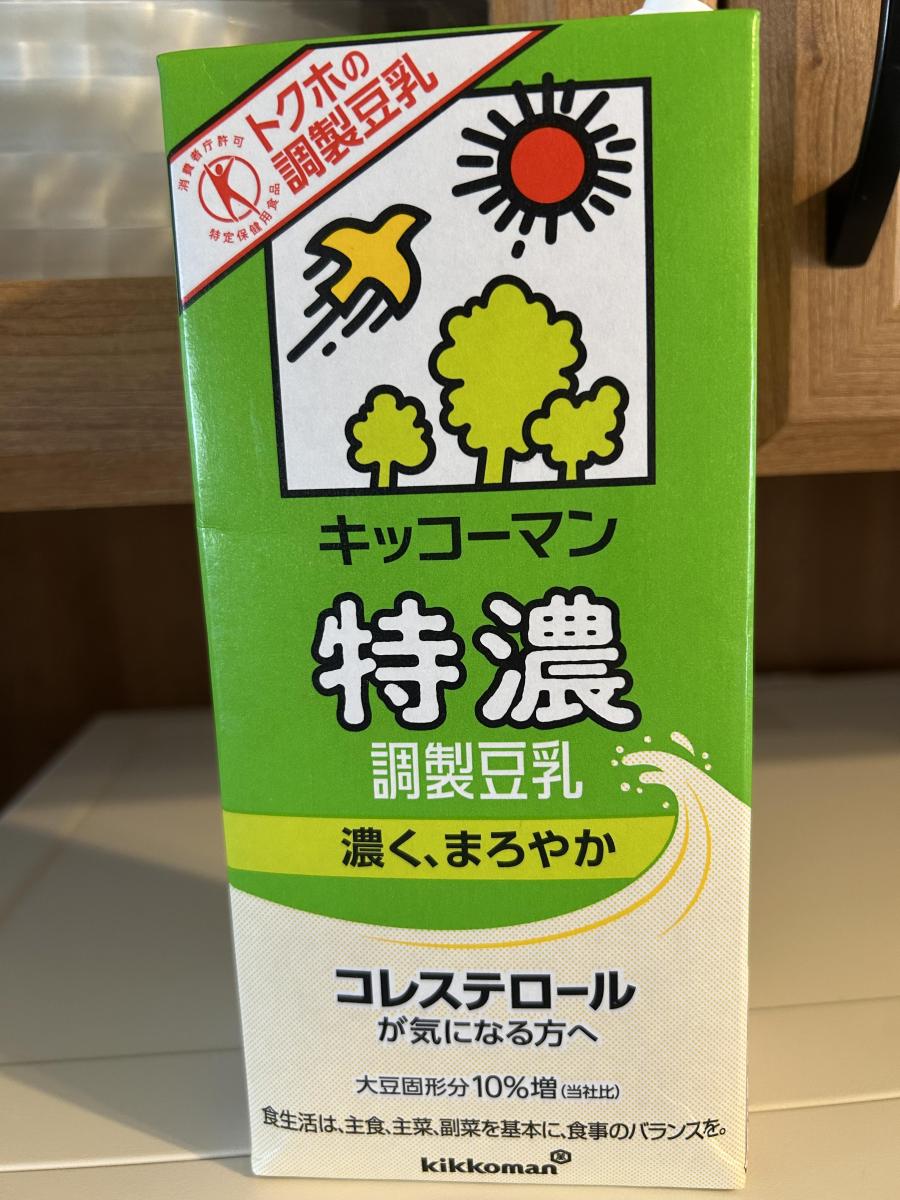 トクホの
調製豆乳
消費者庁許可
特定保健用食品
キッコーマン
特濃
調製豆乳
濃く、まろやか
コレステロール
が気になる方へ
大豆固形分10%増(当社比)
食生活は、主食、主菜、副菜を基本に、食事のバランスを。
kikkoman